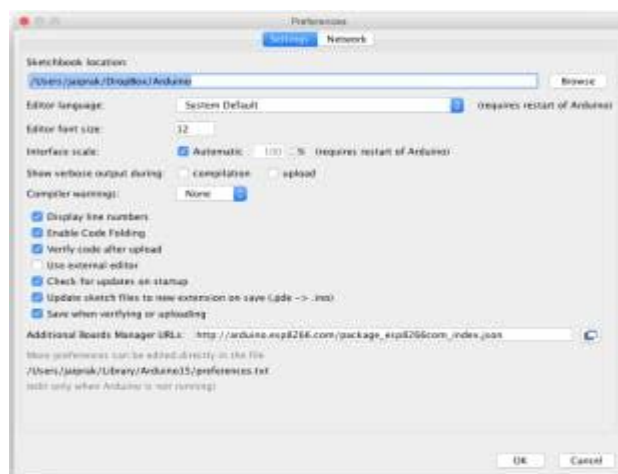 Preferences
Settings Network
Sketchbook location:
/Users/jaiprak/DropBox/Arduino Browse
Editor language: System Default (requires restart of Arduino)
Editor font size: 12
Interface scale: Automatic 100 % (requires restart of Arduino)
Show verbose output during: compilation upload
Compiler warnings: None
Display line numbers
Enable Code Folding
Verify code after upload
Use external editor
Check for updates on startup
Update sketch files to new extension on save (.pde -> .ino)
Save when verifying or uploading
Additional Boards Manager URLs: http://arduino.esp8266.com/package_esp8266com_index.json
More preferences can be edited directly in the file
/Users/jaiprak/Library/Arduino15/preferences.txt
(edit only when Arduino is not running)
OK Cancel